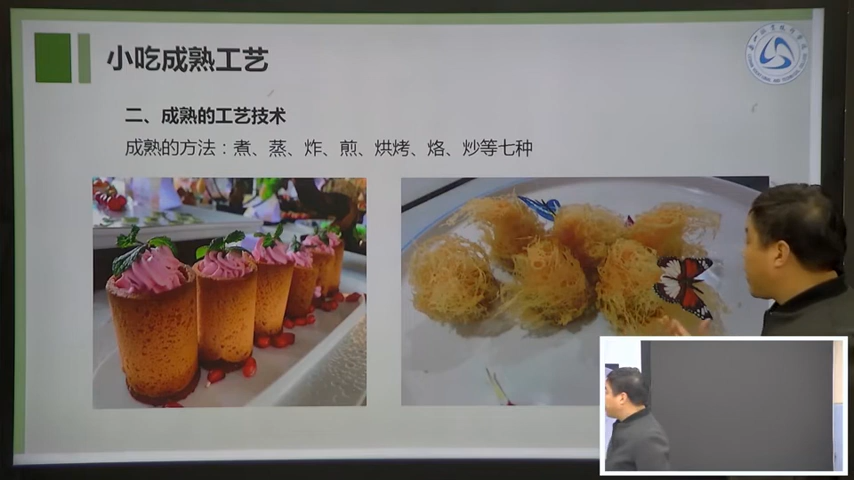 小吃成熟工艺
二、成熟的工艺技术
成熟的方法：煮、蒸、炸、煎、烘烤、烙、炒等七种